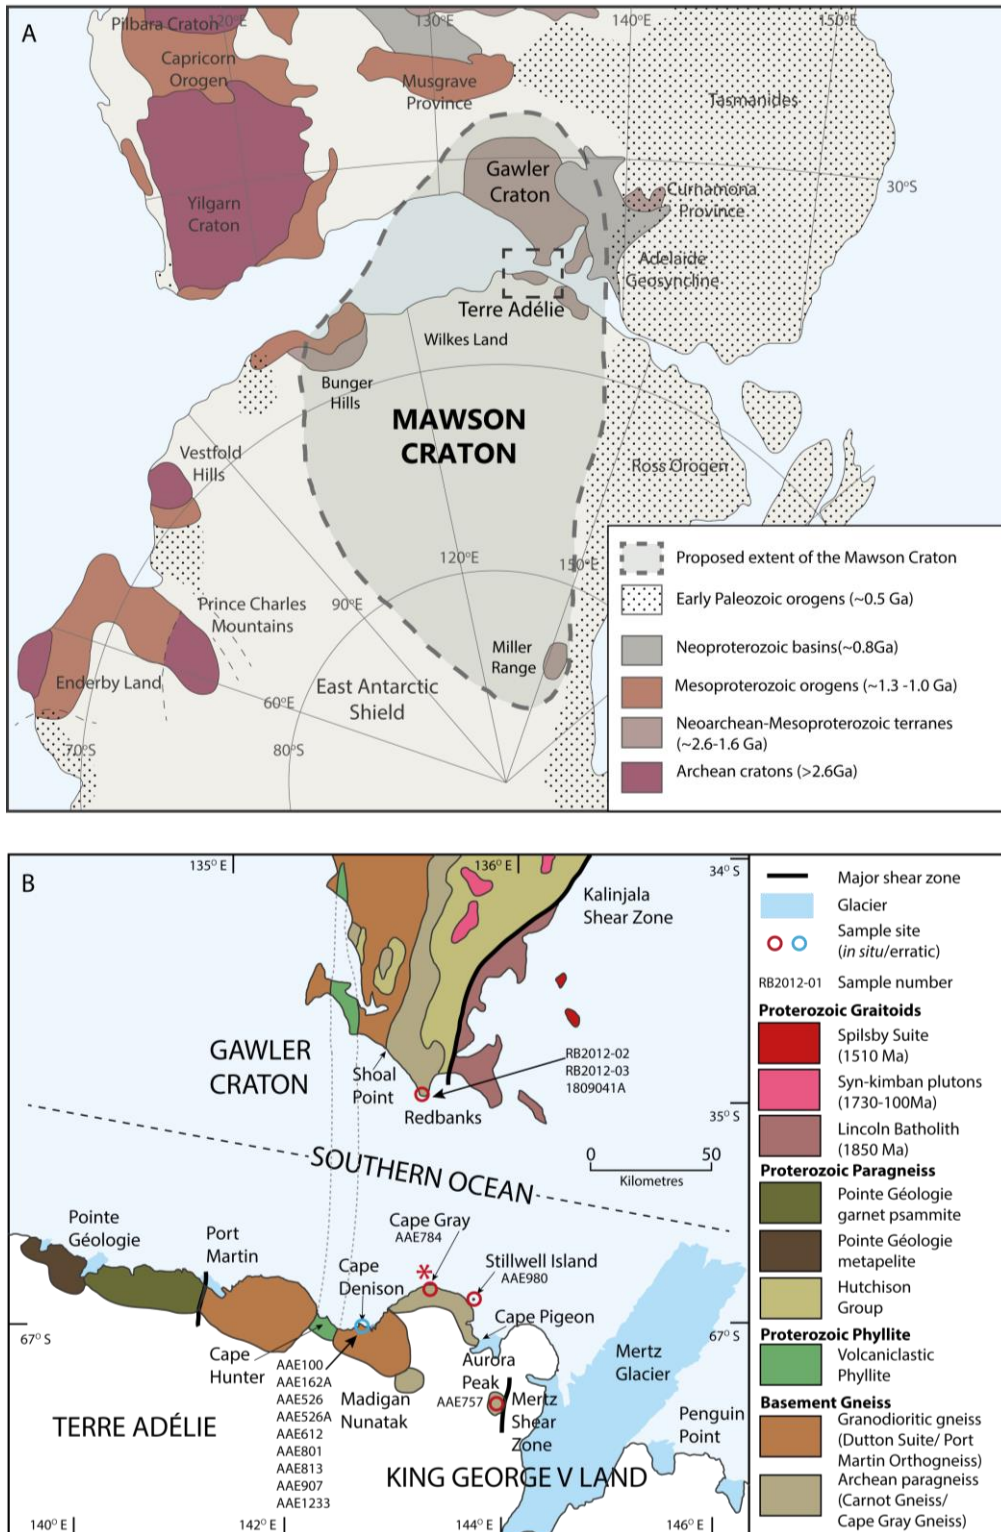 A
Pilbara Craton
120°E
130°E
140°E
150°E
Capricorn
Orogen
Musgrave
Province
Tasmanides
Gawler
Craton
Curnamona
Province
30°S
Yilgarn
Craton
Adelaide
Geosyncline
Terre Adélie
Wilkes Land
Bunger
Hills
MAWSON
CRATON
Vestfold
Hills
Ross Orogen
120°E
150°E
90°E
Prince Charles
Mountains
Miller
Range
Enderby Land
East Antarctic
Shield
60°E
70°S
80°S
Proposed extent of the Mawson Craton
Early Paleozoic orogens (~0.5 Ga)
Neoproterozoic basins(~0.8Ga)
Mesoproterozoic orogens (~1.3 -1.0 Ga)
Neoarchean-Mesoproterozoic terranes
(~2.6-1.6 Ga)
Archean cratons (>2.6Ga)
B
135° E
136° E
34° S
Kalinjala
Shear Zone
GAWLER
CRATON
Shoal
Point
RB2012-02
RB2012-03
1809041A
Redbanks
35° S
0
50
Kilometres
SOUTHERN OCEAN
Pointe
Géologie
Port
Martin
Cape Gray
AAE784
Cape
Denison
Stillwell Island
AAE980
Cape Pigeon
67° S
67° S
Cape
Hunter
AAE100
AAE162A
AAE526
AAE526A
AAE612
AAE801
AAE813
AAE907
AAE1233
Madigan
Nunatak
Aurora
Peak
AAE757
Mertz
Shear
Zone
Mertz
Glacier
Penguin
Point
TERRE ADÉLIE
KING GEORGE V LAND
140° E
142° E
144° E
146° E
Major shear zone
Glacier
Sample site
(in situ/erratic)
RB2012-01 Sample number
Proterozoic Graitoids
Spilsby Suite
(1510 Ma)
Syn-kimban plutons
(1730-100Ma)
Lincoln Batholith
(1850 Ma)
Proterozoic Paragneiss
Pointe Géologie
garnet psammite
Pointe Géologie
metapelite
Hutchison
Group
Proterozoic Phyllite
Volcaniclastic
Phyllite
Basement Gneiss
Granodioritic gneiss
(Dutton Suite/ Port
Martin Orthogneiss)
Archean paragneiss
(Carnot Gneiss/
Cape Gray Gneiss)